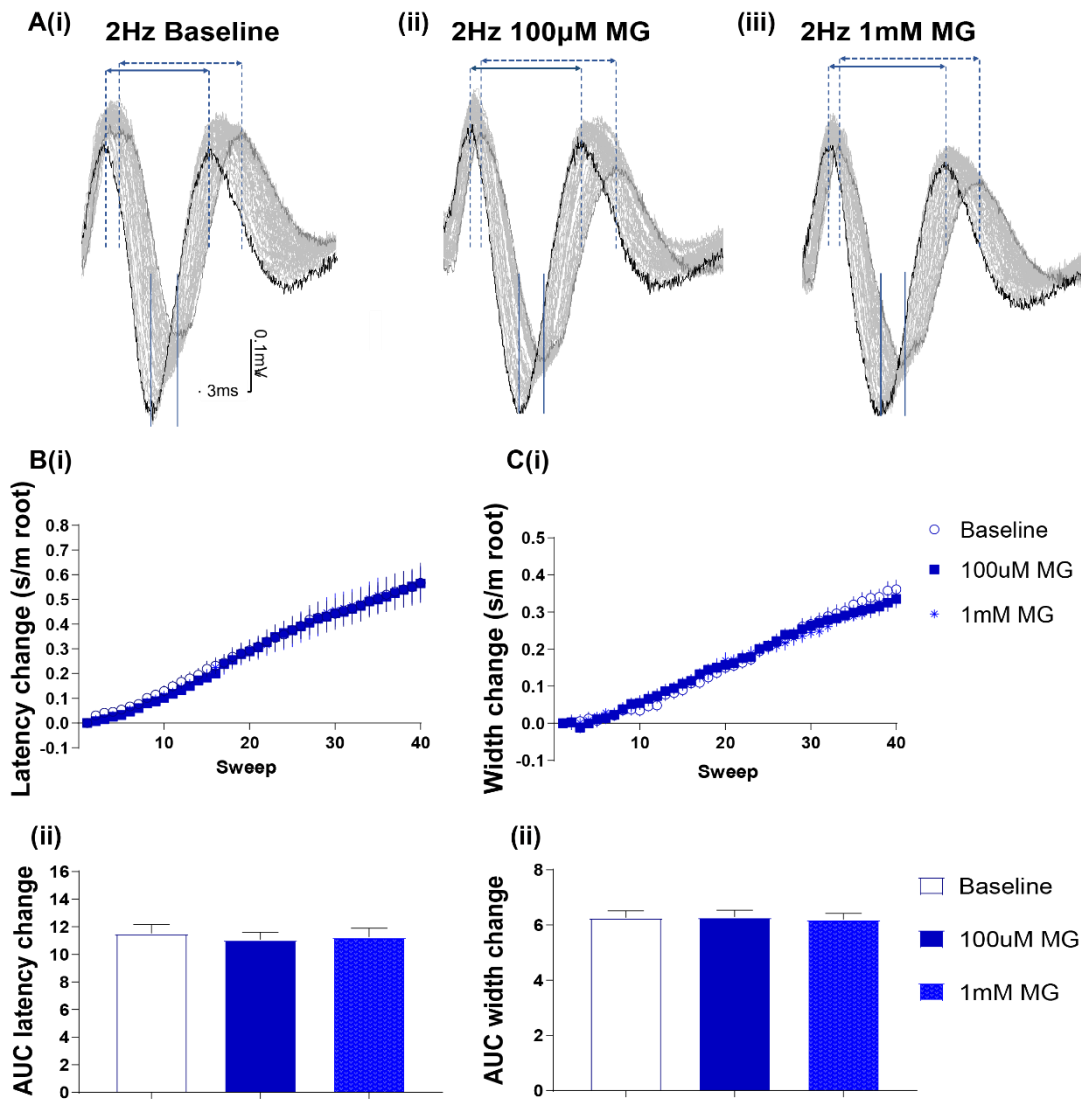 A(i) 2Hz Baseline (ii) 2Hz 100µM MG (iii) 2Hz 1mM MG
0.1mV
3ms
B(i)
Latency change (s/m root)
0.8
0.7
0.6
0.5
0.4
0.3
0.2
0.1
0.0
-0.1
10 20 30 40
Sweep
C(i)
Width change (s/m root)
0.5
0.4
0.3
0.2
0.1
0.0
-0.1
10 20 30 40
Sweep
Baseline
100uM MG
1mM MG
(ii)
AUC latency change
16
14
12
10
8
6
4
2
0
(ii)
AUC width change
8
6
4
2
0
Baseline
100uM MG
1mM MG